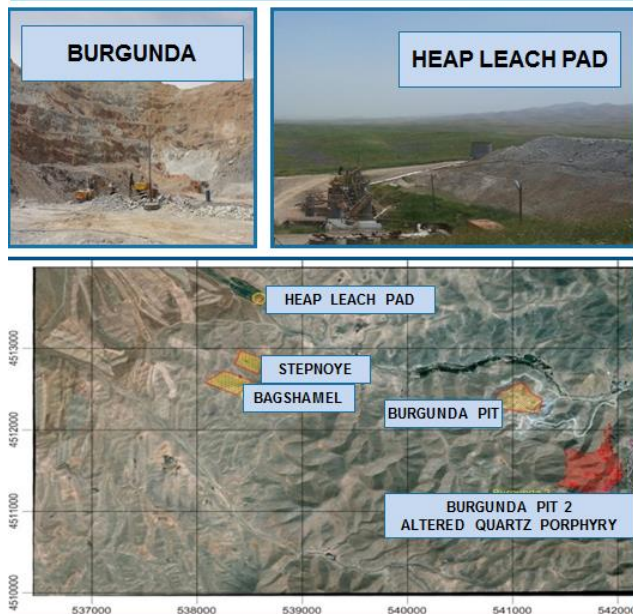 BURGUNDA
HEAP LEACH PAD
HEAP LEACH PAD
STEPNOYE
BAGSHAMEL
BURGUNDA PIT
BURGUNDA PIT 2
ALTERED QUARTZ PORPHYRY
4513000
4512000
4511000
4510000
537000
538000
539000
540000
541000